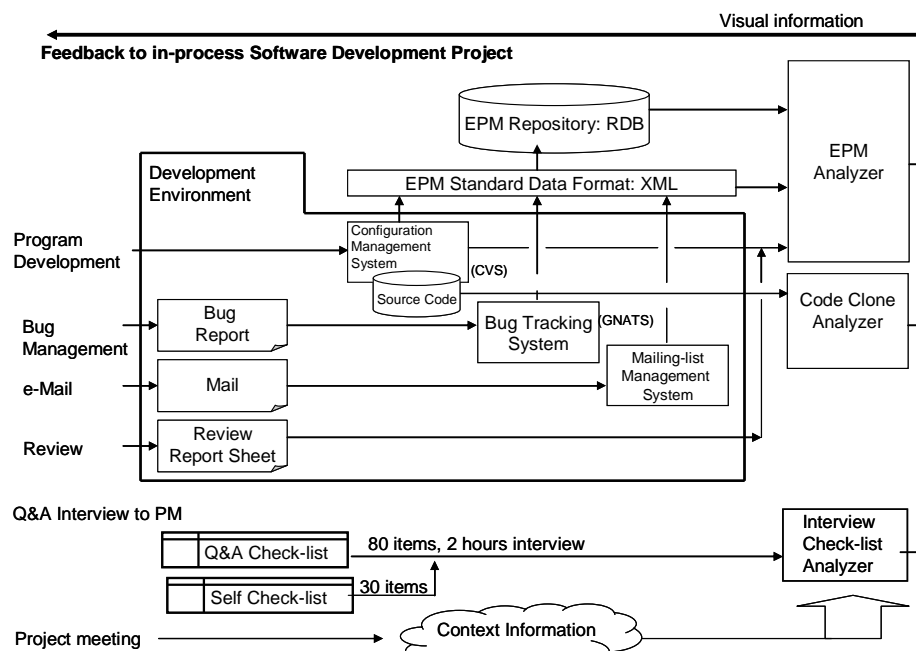 Visual information
Feedback to in-process Software Development Project
EPM Repository: RDB
EPM
Analyzer
Development
Environment
EPM Standard Data Format: XML
Program
Development
Configuration
Management
System
(CVS)
Source Code
Code Clone
Analyzer
Bug
Management
Bug
Report
Bug Tracking
System
(GNATS)
e-Mail
Mail
Mailing-list
Management
System
Review
Review
Report Sheet
Q&A Interview to PM
Q&A Check-list
80 items, 2 hours interview
Interview
Check-list
Analyzer
Self Check-list
30 items
Project meeting
Context Information